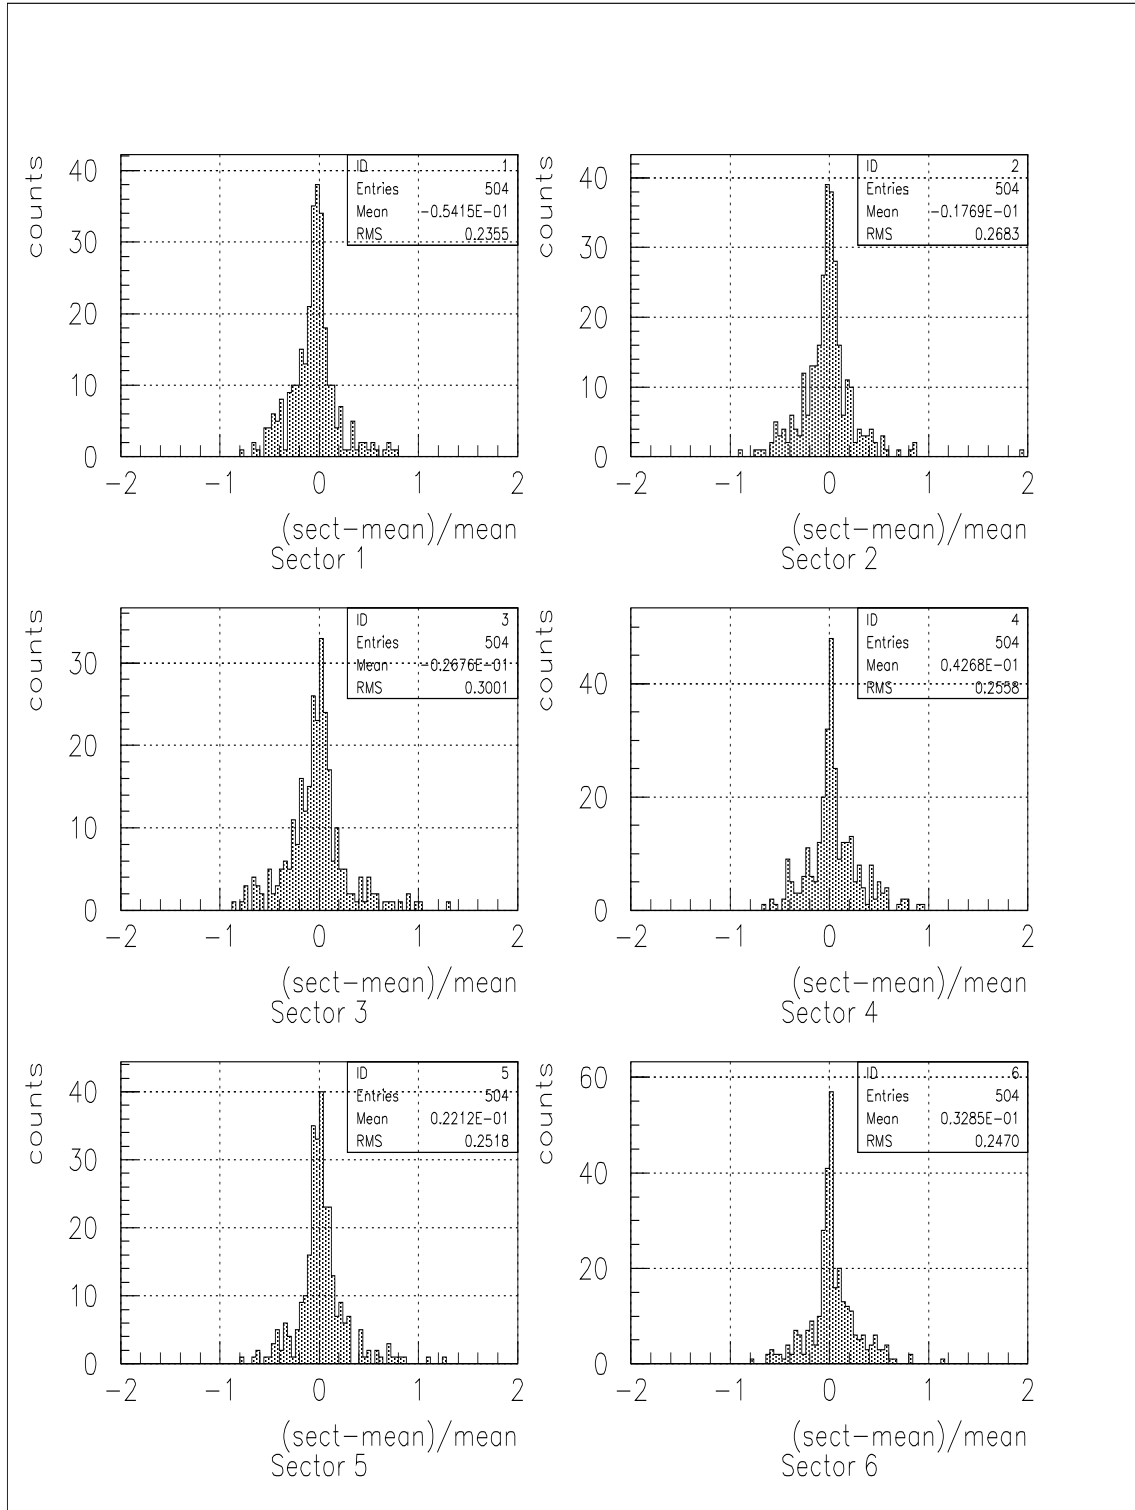 counts
40
30
20
10
0
-2 -1 0 1 2
(sect-mean)/mean
Sector 1
ID 1
Entries 504
Mean -0.5415E-01
RMS 0.2355
counts
40
30
20
10
0
-2 -1 0 1 2
(sect-mean)/mean
Sector 2
ID 2
Entries 504
Mean -0.1769E-01
RMS 0.2683
counts
30
20
10
0
-2 -1 0 1 2
(sect-mean)/mean
Sector 3
ID 3
Entries 504
Mean -0.2676E-01
RMS 0.3001
counts
40
20
0
-2 -1 0 1 2
(sect-mean)/mean
Sector 4
ID 4
Entries 504
Mean 0.4268E-01
RMS 0.2558
counts
40
30
20
10
0
-2 -1 0 1 2
(sect-mean)/mean
Sector 5
ID 5
Entries 504
Mean 0.2212E-01
RMS 0.2518
counts
60
40
20
0
-2 -1 0 1 2
(sect-mean)/mean
Sector 6
ID 6
Entries 504
Mean 0.3285E-01
RMS 0.2470